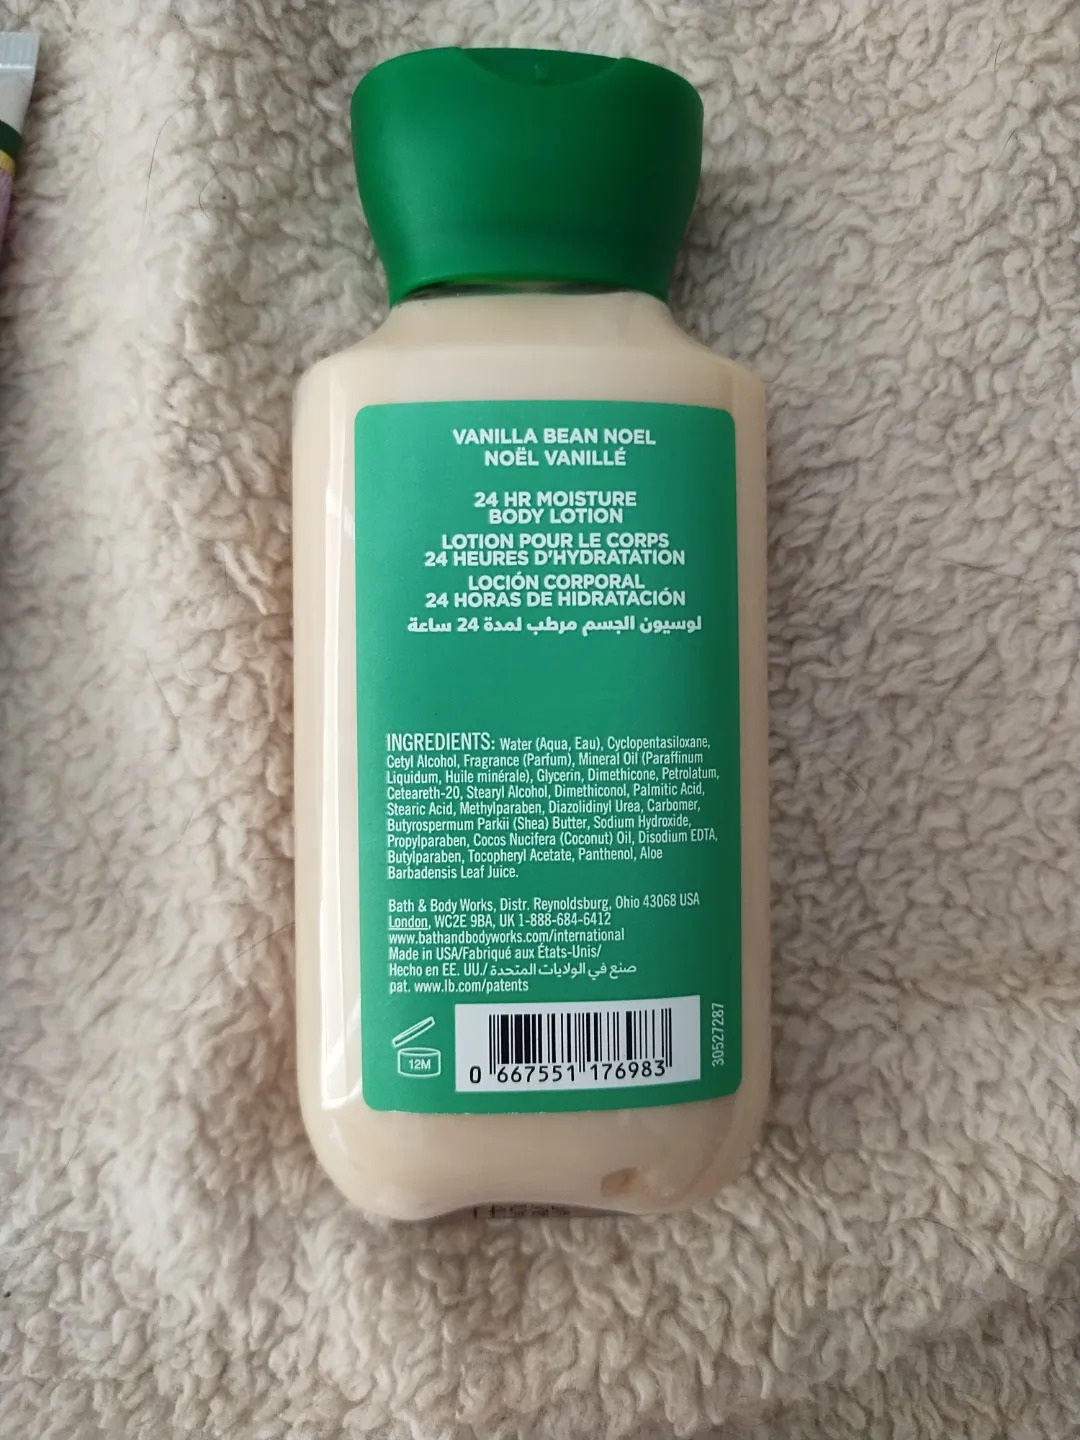 VANILLA BEAN NOEL
NOËL VANILLÉ
24 HR MOISTURE
BODY LOTION
LOTION POUR LE CORPS
24 HEURES D'HYDRATATION
LOCIÓN CORPORAL
24 HORAS DE HIDRATACIÓN
لوسيون الجسم مرطب لمدة 24 ساعة
INGREDIENTS: Water (Aqua, Eau), Cyclopentasiloxane,
Cetyl Alcohol, Fragrance (Parfum), Mineral Oil (Paraffinum
Liquidum, Huile minérale), Glycerin, Dimethicone, Petrolatum,
Ceteareth-20, Stearyl Alcohol, Dimethiconol, Palmitic Acid,
Stearic Acid, Methylparaben, Diazolidinyl Urea, Carbomer,
Butyrospermum Parkii (Shea) Butter, Sodium Hydroxide,
Propylparaben, Cocos Nucifera (Coconut) Oil, Disodium EDTA,
Butylparaben, Tocopheryl Acetate, Panthenol, Aloe
Barbadensis Leaf Juice.
Bath & Body Works, Distr. Reynoldsburg, Ohio 43068 USA
London, WC2E 9BA, UK 1-888-684-6412
www.bathandbodyworks.com/international
Made in USA/Fabriqué aux États-Unis/
Hecho en EE. UU./ صنع في الولايات المتحدة
pat. www.lb.com/patents
12M
0 667551 176983
30527287